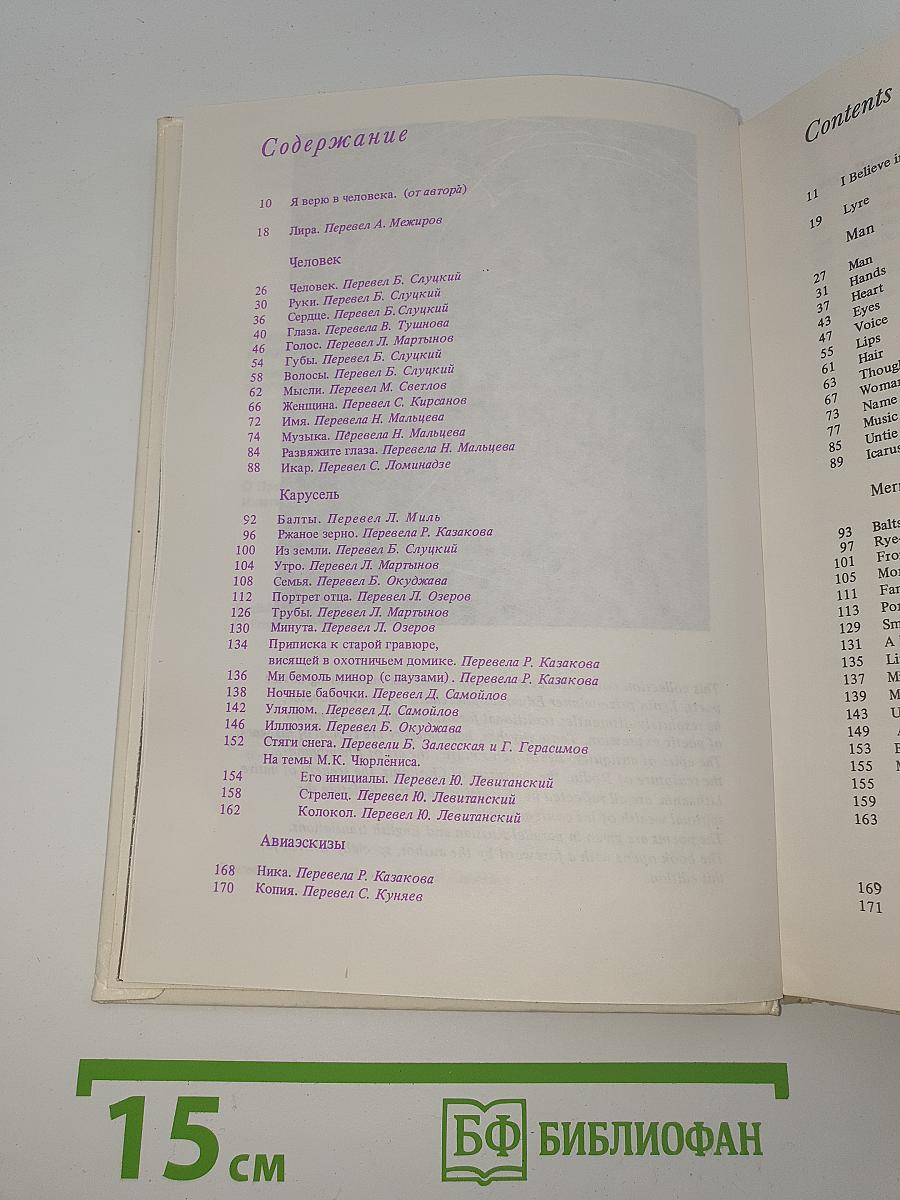 Содержание
10 Я верю в человека. (от автора)
18 Лира. Перевел А. Межиров
Человек
26 Человек. Перевел Б. Слуцкий
30 Руки. Перевел Б. Слуцкий
36 Сердце. Перевел Б. Слуцкий
40 Глаза. Перевела В. Тушнова
46 Голос. Перевел Л. Мартынов
54 Губы. Перевел Б. Слуцкий
58 Волосы. Перевел Б. Слуцкий
62 Мысли. Перевел М. Светлов
66 Женщина. Перевел С. Кирсанов
72 Имя. Перевела Н. Мальцева
74 Музыка. Перевела Н. Мальцева
84 Развяжите глаза. Перевела Н. Мальцева
88 Икар. Перевел С. Ломинадзе
Карусель
92 Балты. Перевел Л. Миль
96 Ржаное зерно. Перевела Р. Казакова
100 Из земли. Перевел Б. Слуцкий
104 Утро. Перевел Л. Мартынов
108 Семья. Перевел Б. Окуджава
112 Портрет отца. Перевел Л. Озеров
126 Трубы. Перевел Л. Мартынов
130 Минута. Перевел Л. Озеров
134 Приписка к старой гравюре,
висящей в охотничьем домике. Перевела Р. Казакова
136 Ми бемоль минор (с паузами). Перевела Р. Казакова
138 Ночные бабочки. Перевел Д. Самойлов
142 Улялюм. Перевел Д. Самойлов
146 Иллюзия. Перевел Б. Окуджава
152 Стяги снега. Перевели Б. Залесская и Г. Герасимов
На темы М.К. Чюрлёниса.
154 Его инициалы. Перевел Ю. Левитанский
158 Стрелец. Перевел Ю. Левитанский
162 Колокол. Перевел Ю. Левитанский
Авиаэскизы
168 Ника. Перевела Р. Казакова
170 Копия. Перевел С. Куняев
Contents
11 I Believe
19 Lyre
Man
27 Man
31 Hands
37 Heart
43 Eyes
47 Voice
55 Lips
61 Hair
63
67
73 Name
77 Music
85 Untie
89
93
97
101
105
111
113
129
131 A
135
137
139
143
149
153
155
155
159
163
169
171
15 см
БФ БИБЛИОФАН